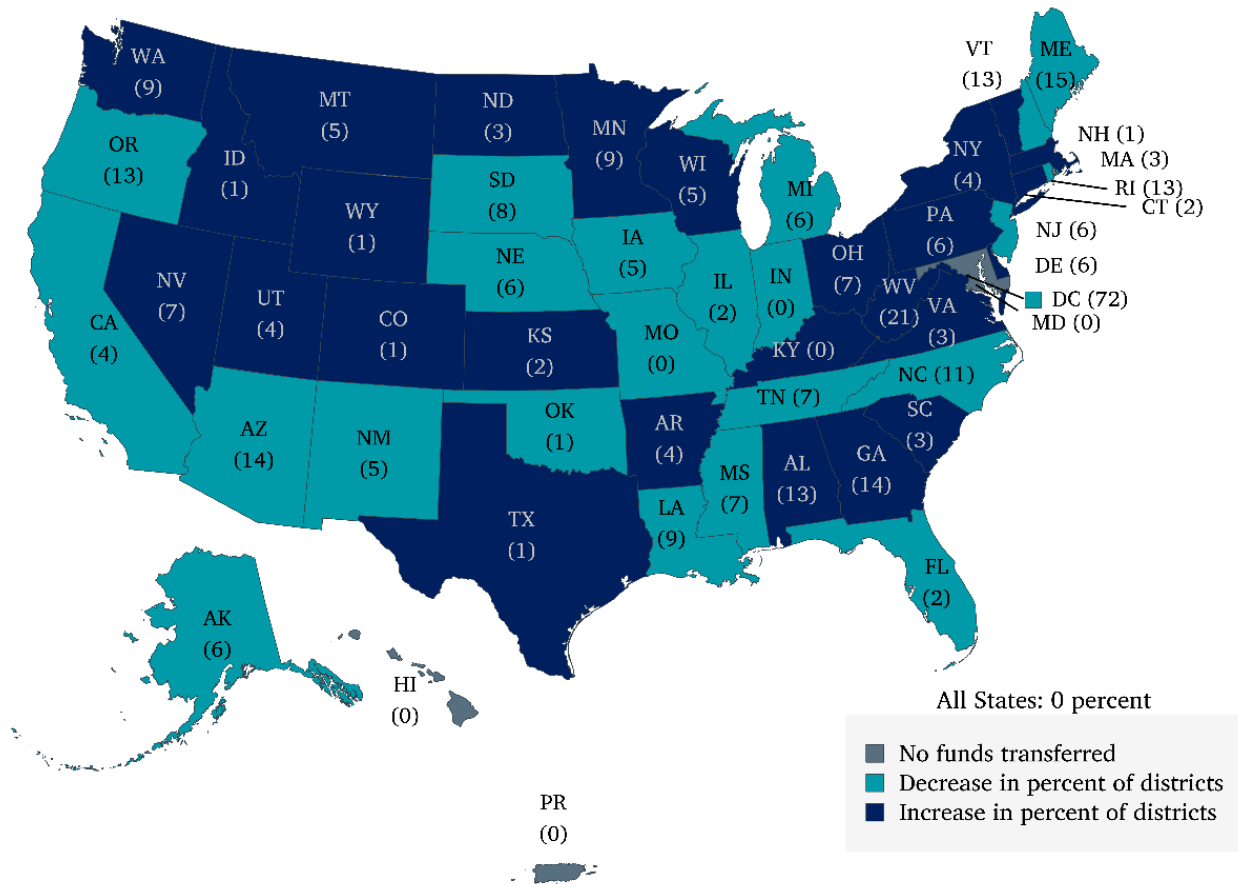 WA
(9)
MT
(5)
ND
(3)
MN
(9)
VT
(13)
ME
(15)
OR
(13)
ID
(1)
SD
(8)
WI
(5)
MI
(6)
NY
(4)
NH (1)
MA (3)
RI (13)
CT (2)
WY
(1)
NE
(6)
IA
(5)
PA
(6)
NJ (6)
DE (6)
DC (72)
MD (0)
NV
(7)
UT
(4)
CO
(1)
KS
(2)
MO
(0)
IL
(2)
IN
(0)
OH
(7)
WV
(21)
VA
(3)
KY (0)
CA
(4)
AZ
(14)
NM
(5)
OK
(1)
AR
(4)
TN (7)
NC (11)
SC
(3)
TX
(1)
LA
(9)
MS
(7)
AL
(13)
GA
(14)
FL
(2)
AK
(6)
HI
(0)
PR
(0)
All States: 0 percent
No funds transferred
Decrease in percent of districts
Increase in percent of districts